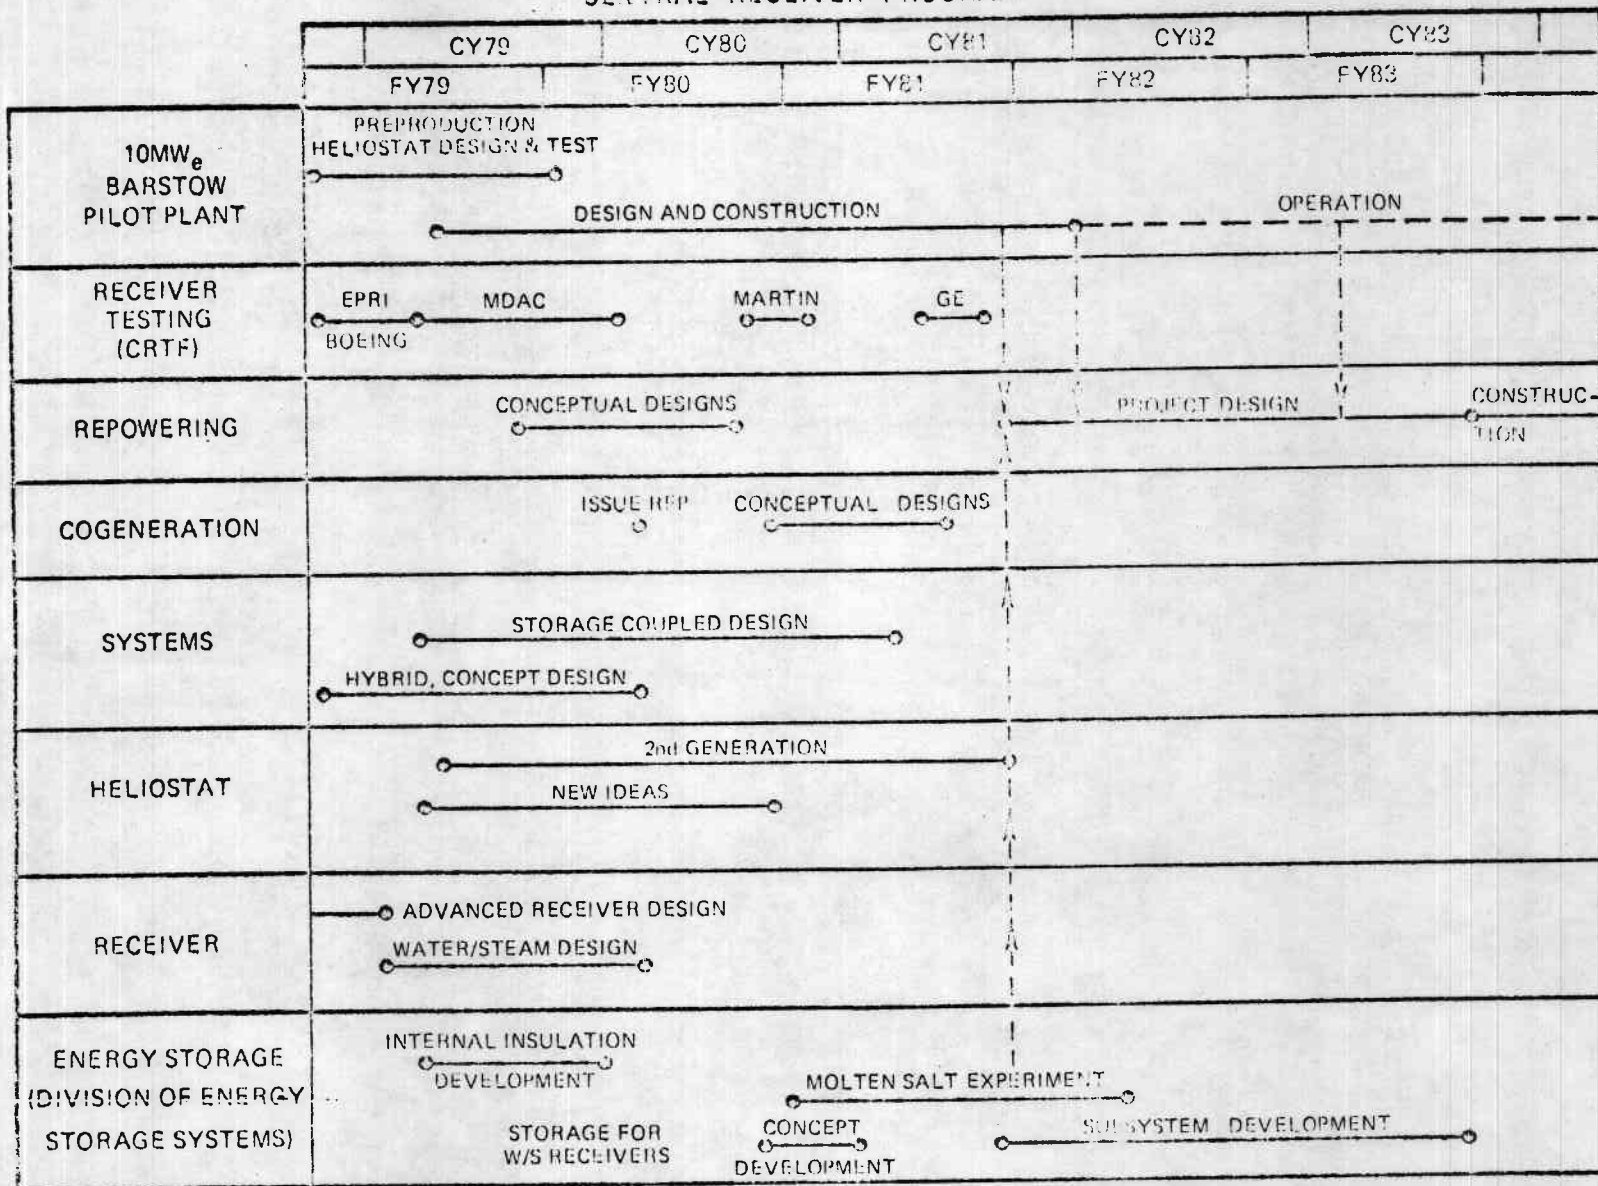 CENTRAL RECEIVER
CY79 CY80 CY81 CY82 CY83
FY79 FY80 FY81 FY82 FY83
10MWe
BARSTOW
PILOT PLANT
PREPRODUCTION
HELIOSTAT DESIGN & TEST
DESIGN AND CONSTRUCTION
OPERATION
RECEIVER
TESTING
(CRTF)
EPRI
BOEING
MDAC
MARTIN
GE
REPOWERING
CONCEPTUAL DESIGNS
PROJECT DESIGN
CONSTRUC-
TION
COGENERATION
ISSUE RFP
CONCEPTUAL DESIGNS
SYSTEMS
STORAGE COUPLED DESIGN
HYBRID, CONCEPT DESIGN
HELIOSTAT
2nd GENERATION
NEW IDEAS
RECEIVER
ADVANCED RECEIVER DESIGN
WATER/STEAM DESIGN
ENERGY STORAGE
(DIVISION OF ENERGY
STORAGE SYSTEMS)
INTERNAL INSULATION
DEVELOPMENT
MOLTEN SALT EXPERIMENT
STORAGE FOR
W/S RECEIVERS
CONCEPT
DEVELOPMENT
SUBSYSTEM DEVELOPMENT